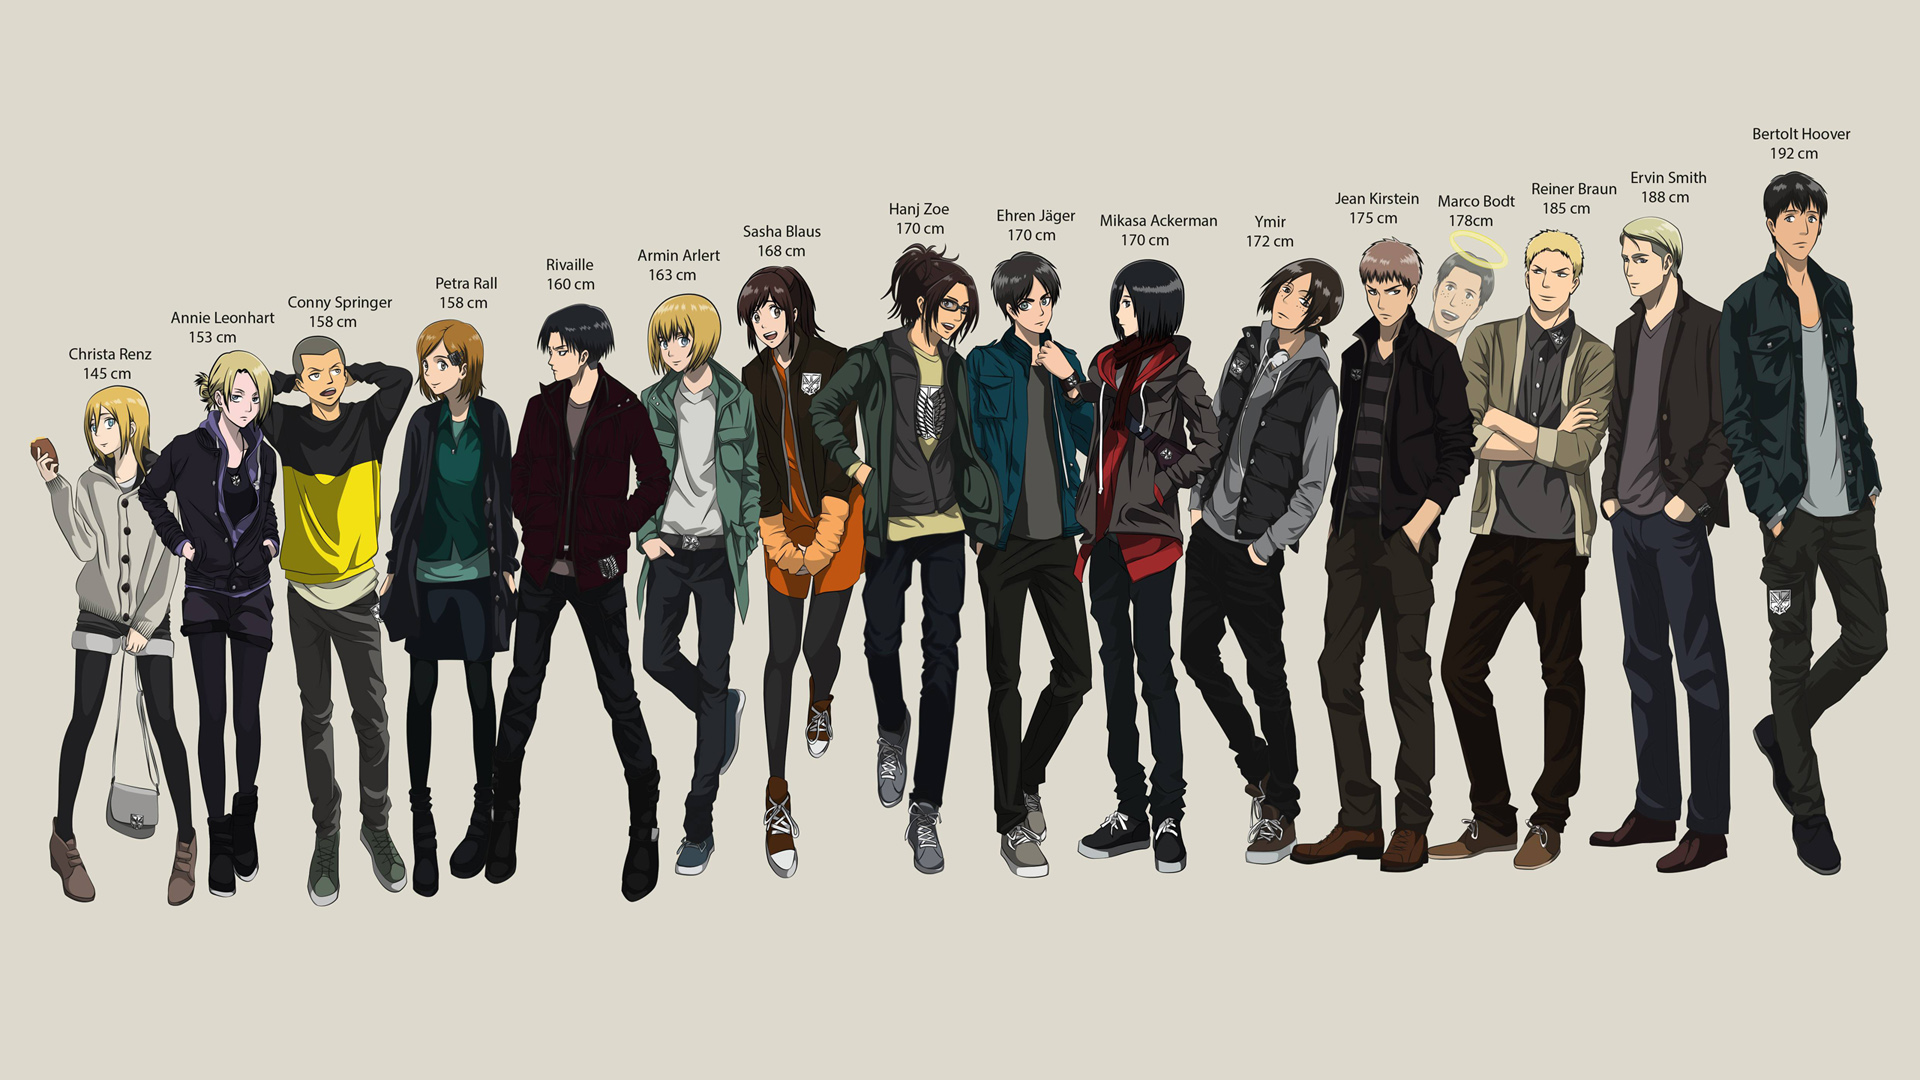 Christa Renz
145 cm
Annie Leonhart
153 cm
Conny Springer
158 cm
Petra Rall
158 cm
Rivaille
160 cm
Armin Arlert
163 cm
Sasha Blaus
168 cm
Hanj Zoe
170 cm
Ehren Jäger
170 cm
Mikasa Ackerman
170 cm
Ymir
172 cm
Jean Kirstein
175 cm
Marco Bodt
178cm
Reiner Braun
185 cm
Ervin Smith
188 cm
Bertolt Hoover
192 cm